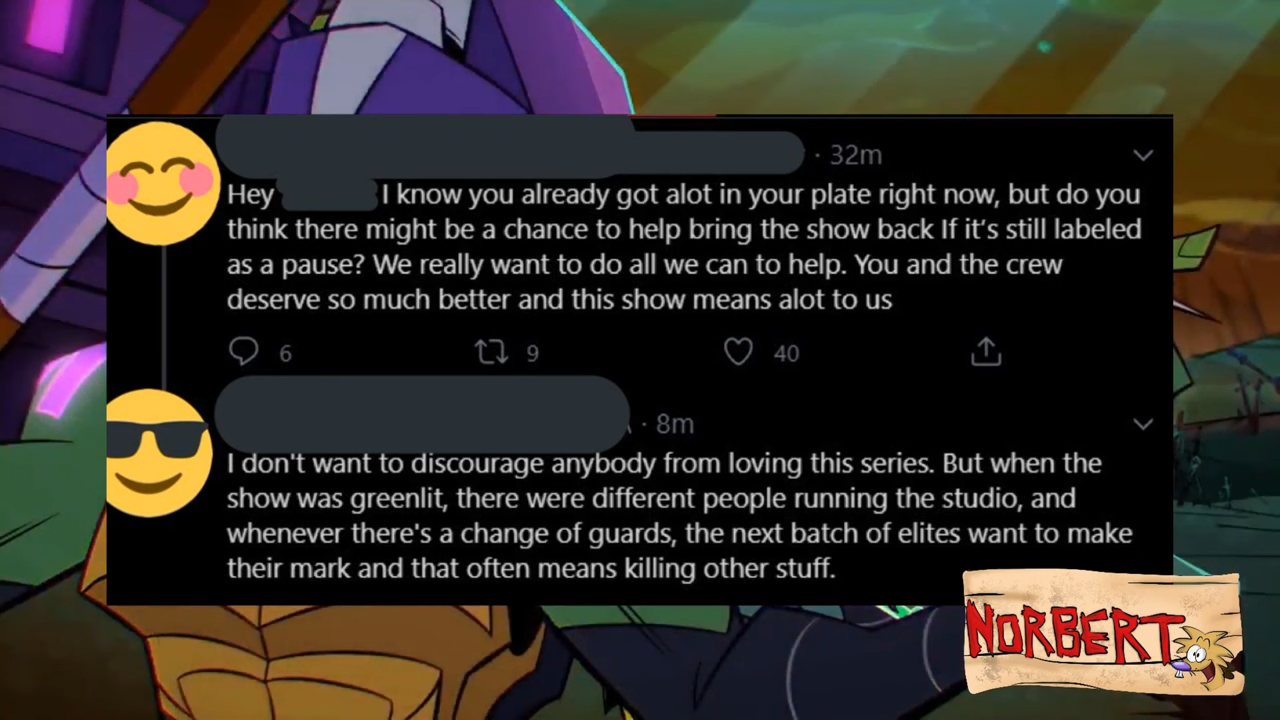 · 32m
Hey I know you already got alot in your plate right now, but do you
think there might be a chance to help bring the show back If it's still labeled
as a pause? We really want to do all we can to help. You and the crew
deserve so much better and this show means alot to us
6 9 40
· 8m
I don't want to discourage anybody from loving this series. But when the
show was greenlit, there were different people running the studio, and
whenever there's a change of guards, the next batch of elites want to make
their mark and that often means killing other stuff.
NORBERT